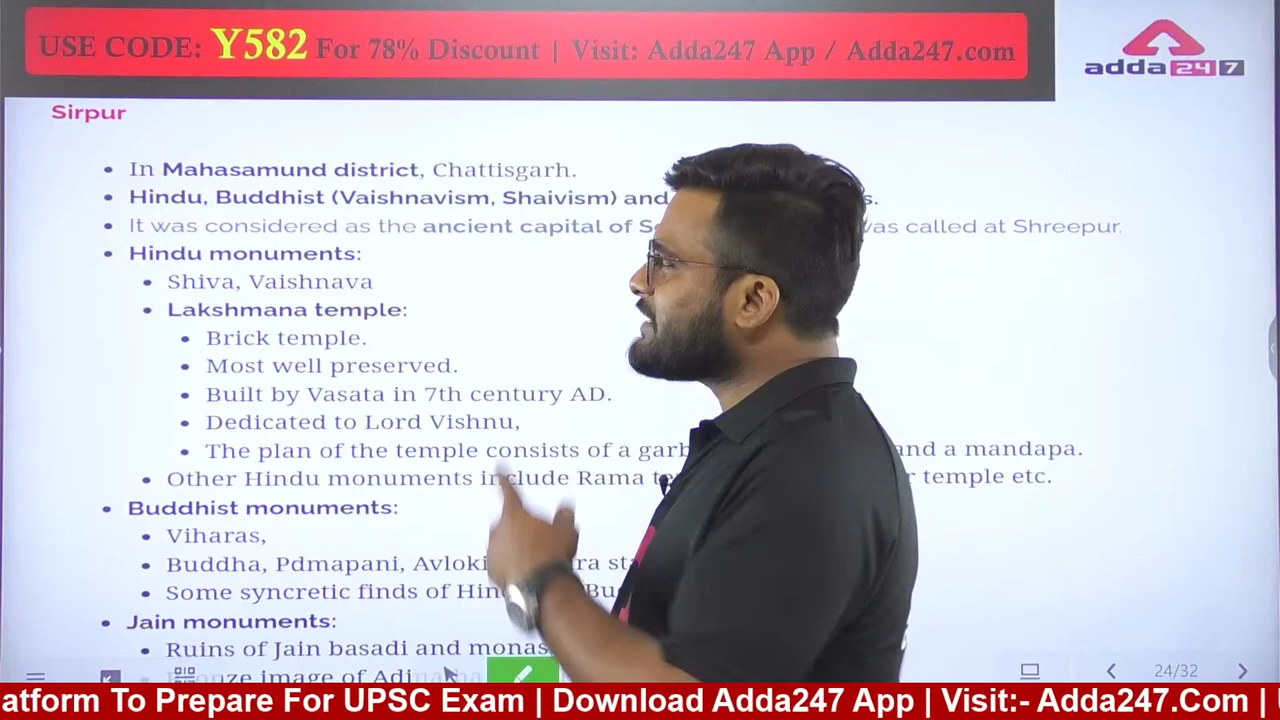 USE CODE: Y582 For 78% Discount | Visit: Adda247 App / Adda247.com
adda 247
Sirpur
• In Mahasamund district, Chattisgarh.
• Hindu, Buddhist (Vaishnavism, Shaivism) and
• It was considered as the ancient capital of was called at Shreepur.
• Hindu monuments:
• Shiva, Vaishnava
• Lakshmana temple:
• Brick temple.
• Most well preserved.
• Built by Vasata in 7th century AD.
• Dedicated to Lord Vishnu,
• The plan of the temple consists of a and a mandapa.
• Other Hindu monuments include Rama temple etc.
• Buddhist monuments:
• Viharas,
• Buddha, Pdmapani,
• Some syncretic finds of
• Jain monuments:
• Ruins of Jain basadi and
image of
24/32
atform To Prepare For UPSC Exam | Download Adda247 App | Visit:- Adda247.Com |